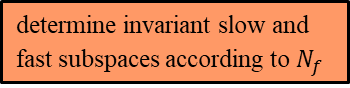 determine invariant slow and
fast subspaces according to $N_f$